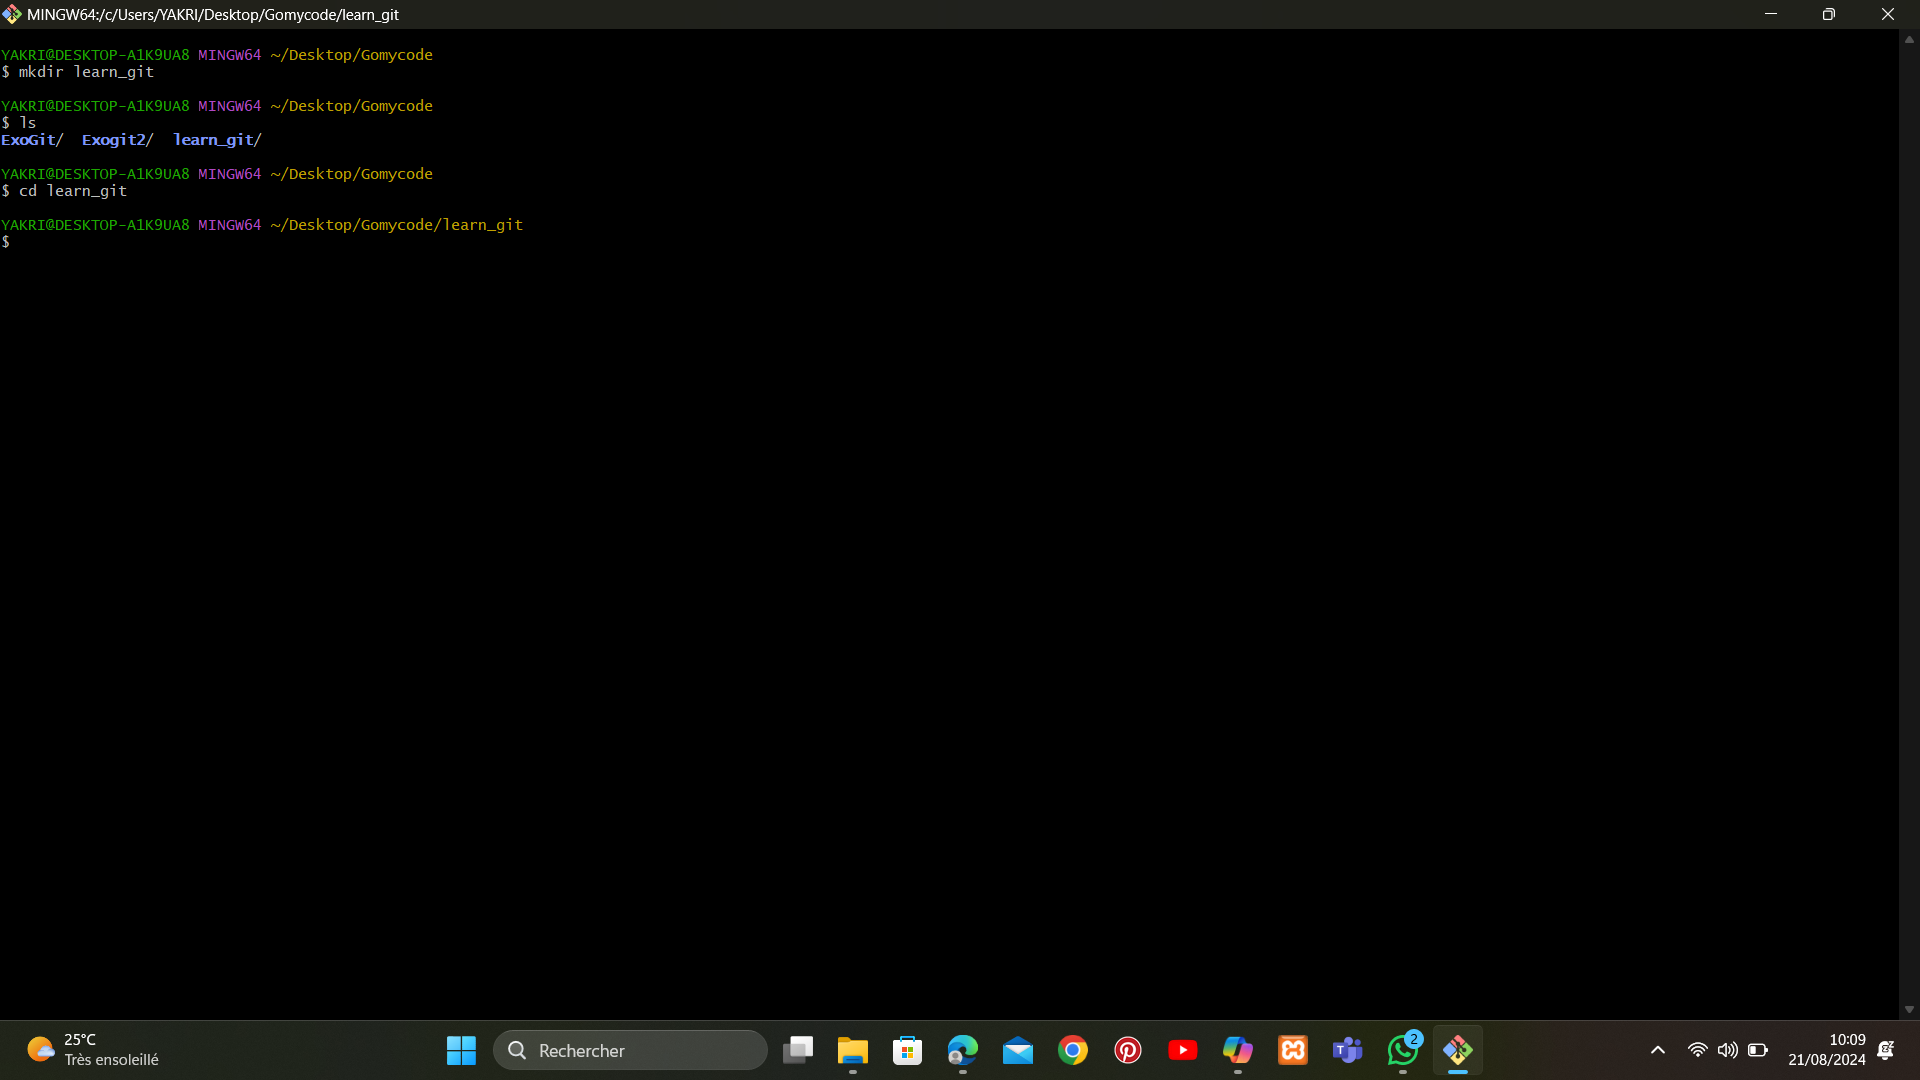 MINGW64:/c/Users/YAKRI/Desktop/Gomycode/learn_git
YAKRI@DESKTOP-A1K9UA8 MINGW64 ~/Desktop/Gomycode
$ mkdir learn_git
YAKRI@DESKTOP-A1K9UA8 MINGW64 ~/Desktop/Gomycode
$ ls
ExoGit/  Exogit2/  learn_git/
YAKRI@DESKTOP-A1K9UA8 MINGW64 ~/Desktop/Gomycode
$ cd learn_git
YAKRI@DESKTOP-A1K9UA8 MINGW64 ~/Desktop/Gomycode/learn_git
$
25°C
Très ensoleillé
Rechercher
2
10:09
21/08/2024